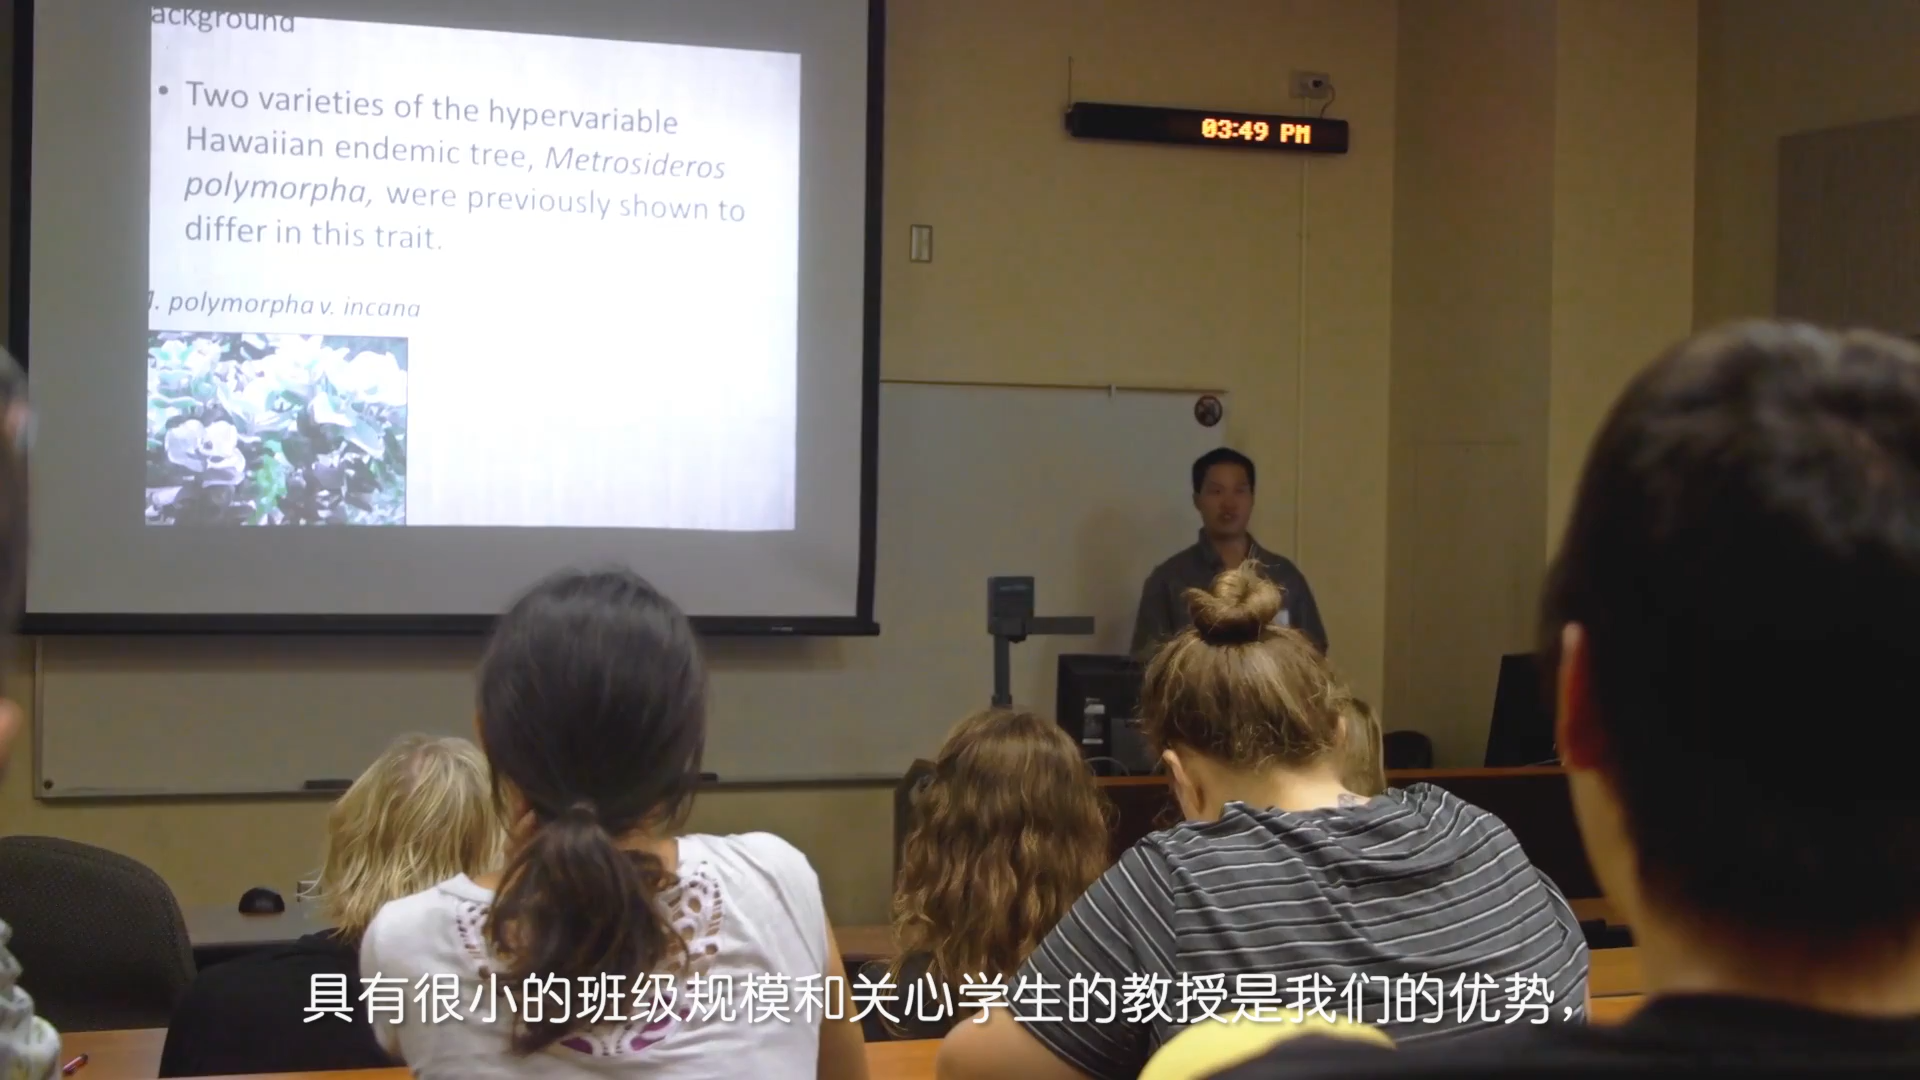 ackground
• Two varieties of the hypervariable
Hawaiian endemic tree, Metrosideros
polymorpha, were previously shown to
differ in this trait.
. polymorpha v. incana
03:49 PM
具有很小的班级规模和关心学生的教授是我们的优势，